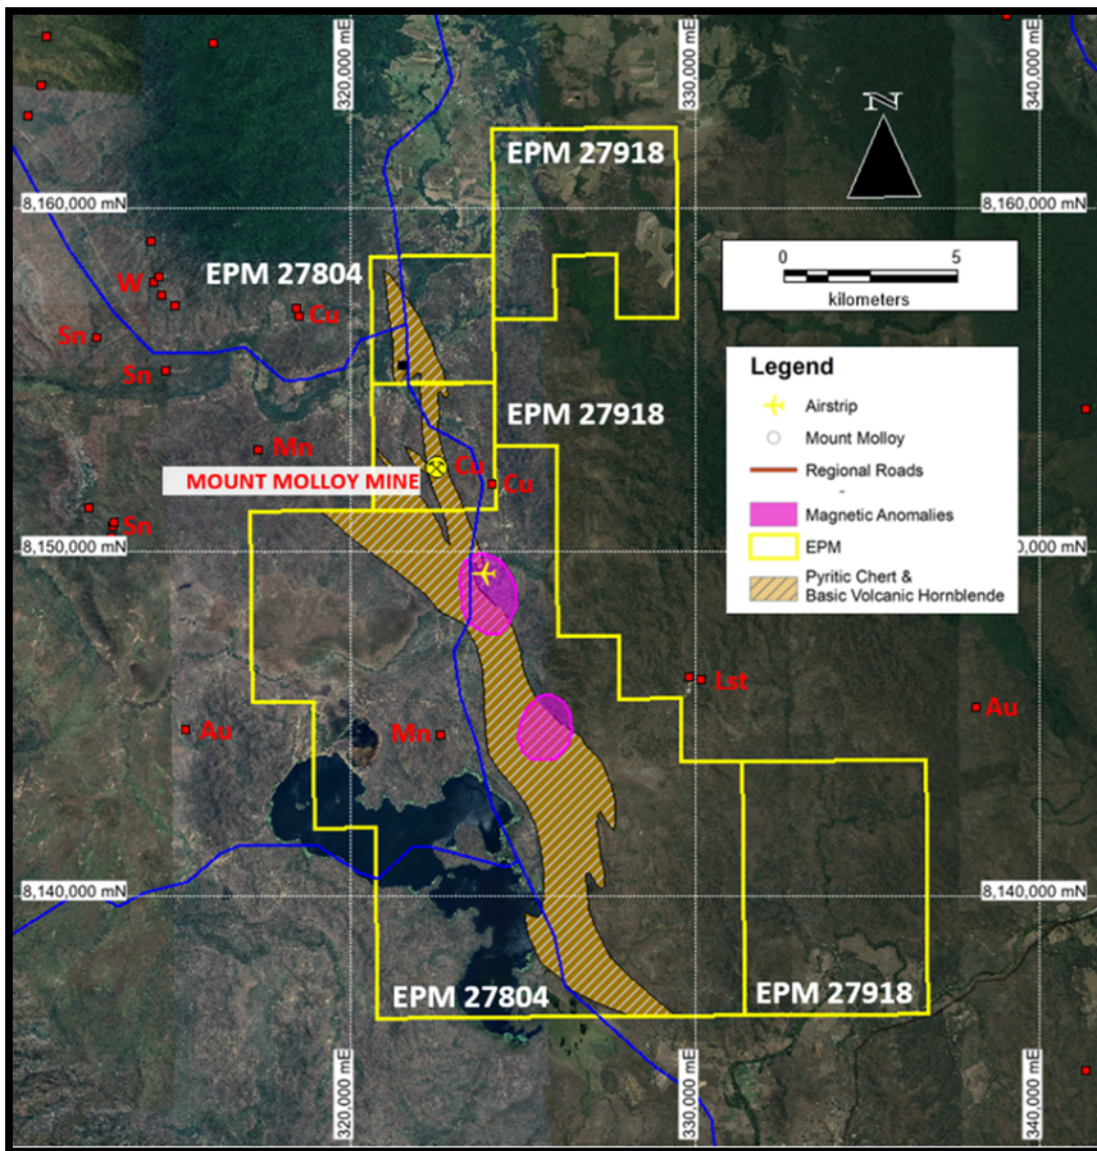 320,000 mE
330,000 mE
340,000 mE
N
EPM 27918
8,160,000 mN
8,160,000 mN
EPM 27804
W
Cu
0
5
kilometers
Sn
Sn
Legend
Airstrip
Mount Molloy
Regional Roads
Magnetic Anomalies
EPM
Pyritic Chert &
Basic Volcanic Hornblende
EPM 27918
Mn
Cu
MOUNT MOLLOY MINE
Cu
Sn
8,150,000 mN
0,000 mN
Lst
Au
Au
Mn
8,140,000 mN
8,140,000 mN
EPM 27804
EPM 27918
320,000 mE
330,000 mE
340,000 mE